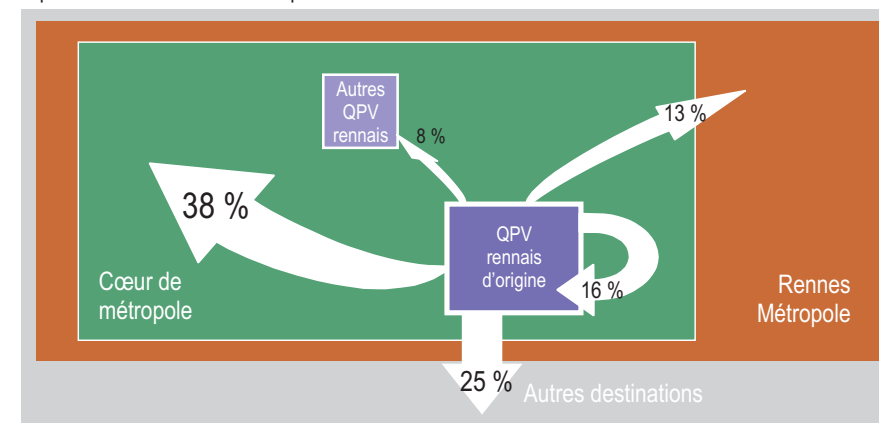 Autres
QPV
rennais
8 %
13 %
38 %
QPV
rennais
d'origine
16 %
Cœur de
métropole
Rennes
Métropole
25 %
Autres destinations